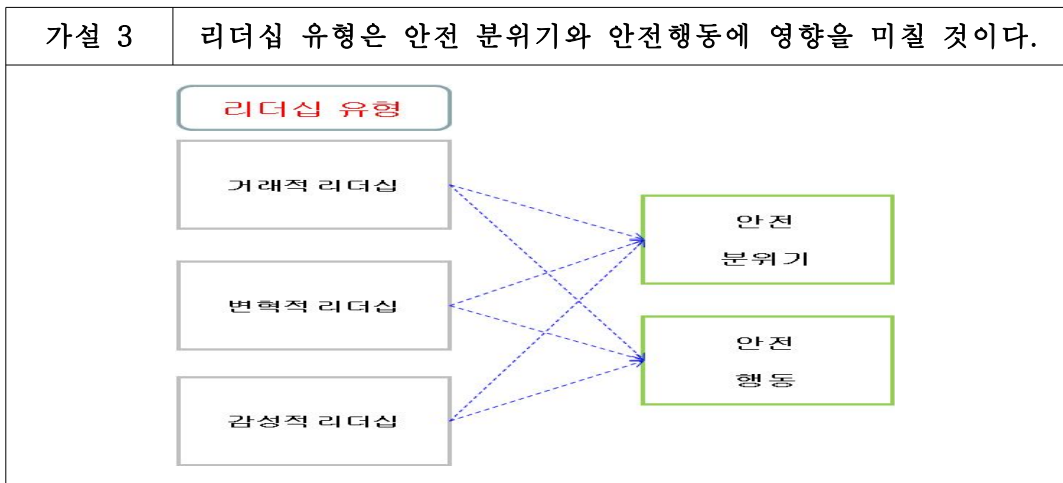 가설 3
리더십 유형은 안전 분위기와 안전행동에 영향을 미칠 것이다.
리더십 유형
거래적 리더십
변혁적 리더십
감성적 리더십
안전
분위기
안전
행동